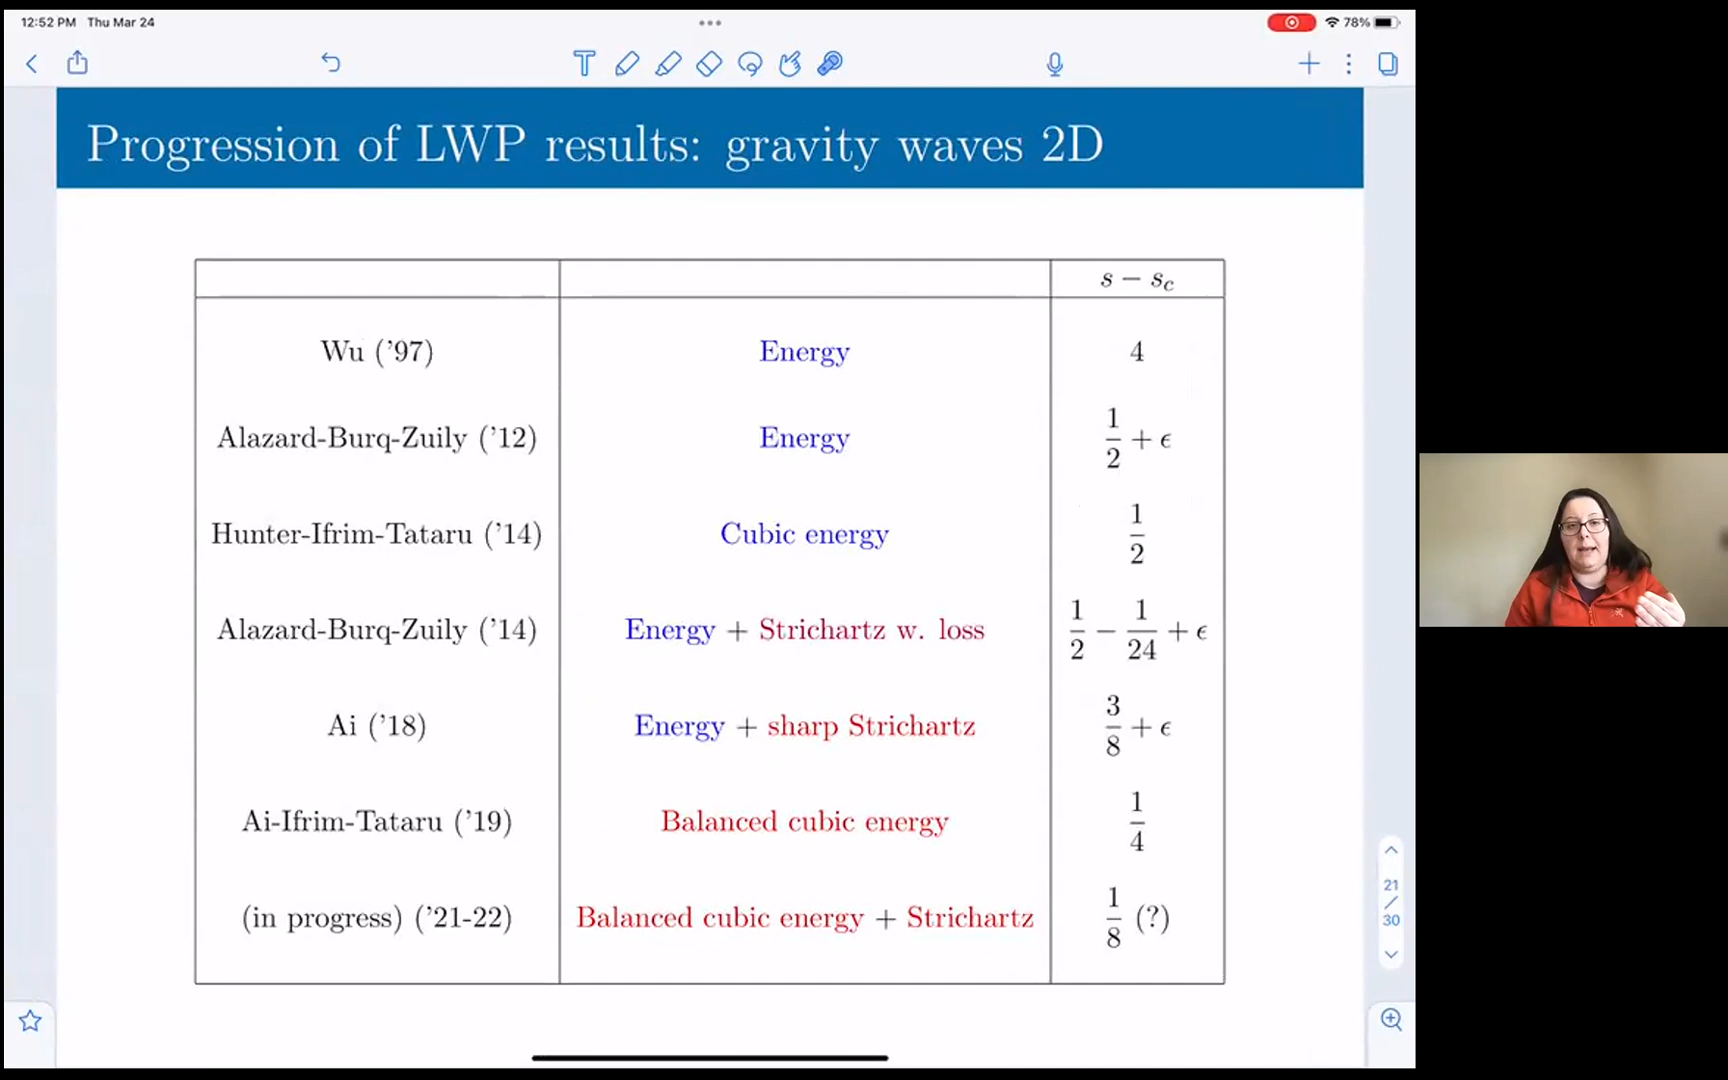 12:52 PM Thu Mar 24
78%
Progression of LWP results: gravity waves 2D
s − s_c
Wu ('97) Energy 4
Alazard-Burq-Zuily ('12) Energy 1/2 + ϵ
Hunter-Ifrim-Tataru ('14) Cubic energy 1/2
Alazard-Burq-Zuily ('14) Energy + Strichartz w. loss 1/2 − 1/24 + ϵ
Ai ('18) Energy + sharp Strichartz 3/8 + ϵ
Ai-Ifrim-Tataru ('19) Balanced cubic energy 1/4
(in progress) ('21-22) Balanced cubic energy + Strichartz 1/8 (?)
21
/
30